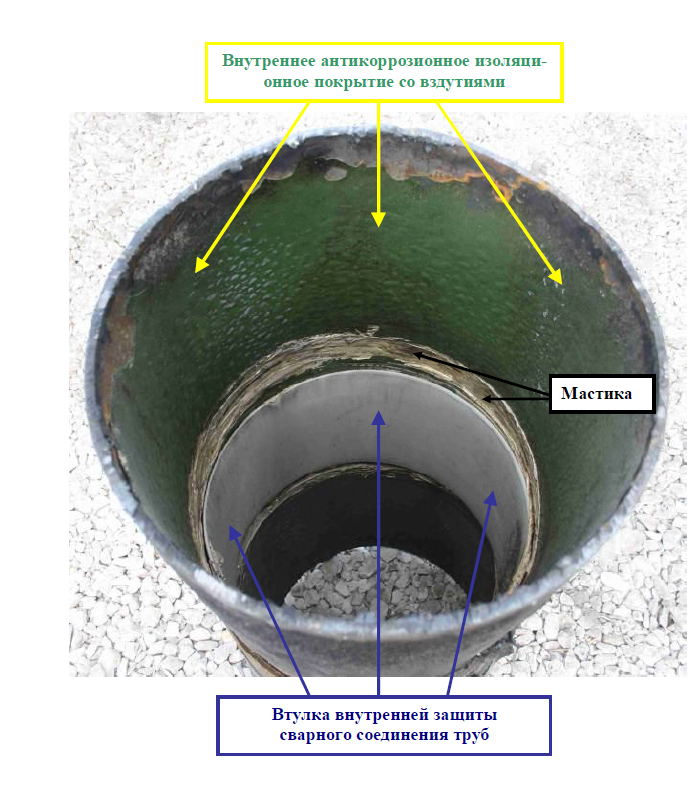 Внутреннее антикоррозионное изоляци-
онное покрытие со вздутиями
Мастика
Втулка внутренней защиты
сварного соединения труб